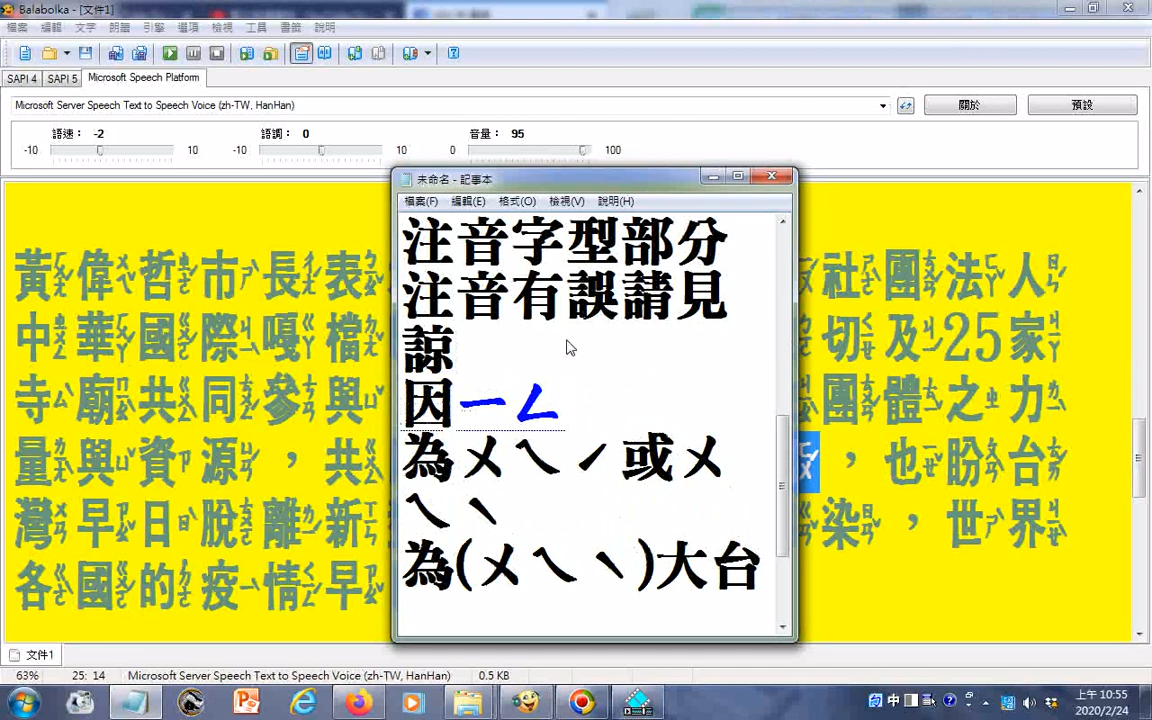 Balabolka - [文件1]
檔案 編輯 文字 朗讀 引擎 選項 檢視 工具 書籤 說明
SAPI 4 SAPI 5 Microsoft Speech Platform
Microsoft Server Speech Text to Speech Voice (zh-TW, HanHan)
關於 預設
語速： -2 語調： 0 音量： 95
-10 10 -10 10 0 100
未命名 - 記事本
檔案(F) 編輯(E) 格式(O) 檢視(V) 說明(H)
注音字型部分
注音有誤請見
諒
因ㄧㄥ
為ㄨㄟˊ或ㄨ
ㄟˋ
為(ㄨㄟˋ)大台
黃偉哲市長表 社團法人
中華國際嘎檔 切及25家
寺廟共同參與 團體之力
量與資源，共 ，也盼台
灣早日脫離新 染，世界
各國的疫情早
文件1
63% 25: 14 Microsoft Server Speech Text to Speech Voice (zh-TW, HanHan) 0.5 KB
中
上午 10:55
2020/2/24